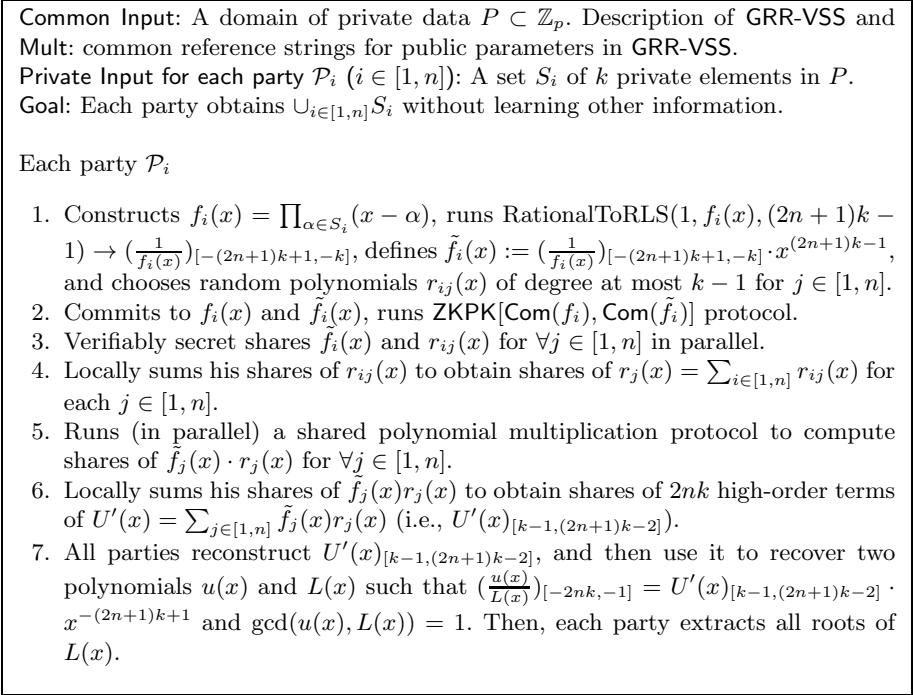 Common Input: A domain of private data P ⊂ ℤ_p. Description of GRR-VSS and
Mult: common reference strings for public parameters in GRR-VSS.
Private Input for each party 𝒫_i (i ∈ [1, n]): A set S_i of k private elements in P.
Goal: Each party obtains ∪_{i∈[1,n]}S_i without learning other information.
Each party 𝒫_i
1. Constructs f_i(x) = ∏_{α∈S_i}(x − α), runs RationalToRLS(1, f_i(x), (2n + 1)k −
1) → (\frac{1}{f_i(x)})_{[−(2n+1)k+1,−k]}, defines \tilde{f}_i(x) := (\frac{1}{f_i(x)})_{[−(2n+1)k+1,−k]} · x^{(2n+1)k−1},
and chooses random polynomials r_{ij}(x) of degree at most k − 1 for j ∈ [1, n].
2. Commits to f_i(x) and \tilde{f}_i(x), runs ZKPK[Com(f_i), Com(\tilde{f}_i)] protocol.
3. Verifiably secret shares \tilde{f}_i(x) and r_{ij}(x) for ∀j ∈ [1, n] in parallel.
4. Locally sums his shares of r_{ij}(x) to obtain shares of r_j(x) = ∑_{i∈[1,n]} r_{ij}(x) for
each j ∈ [1, n].
5. Runs (in parallel) a shared polynomial multiplication protocol to compute
shares of \tilde{f}_j(x) · r_j(x) for ∀j ∈ [1, n].
6. Locally sums his shares of \tilde{f}_j(x)r_j(x) to obtain shares of 2nk high-order terms
of U′(x) = ∑_{j∈[1,n]} \tilde{f}_j(x)r_j(x) (i.e., U′(x)_{[k−1,(2n+1)k−2]}).
7. All parties reconstruct U′(x)_{[k−1,(2n+1)k−2]}, and then use it to recover two
polynomials u(x) and L(x) such that (\frac{u(x)}{L(x)})_{[−2nk,−1]} = U′(x)_{[k−1,(2n+1)k−2]} ·
x^{−(2n+1)k+1} and gcd(u(x), L(x)) = 1. Then, each party extracts all roots of
L(x).